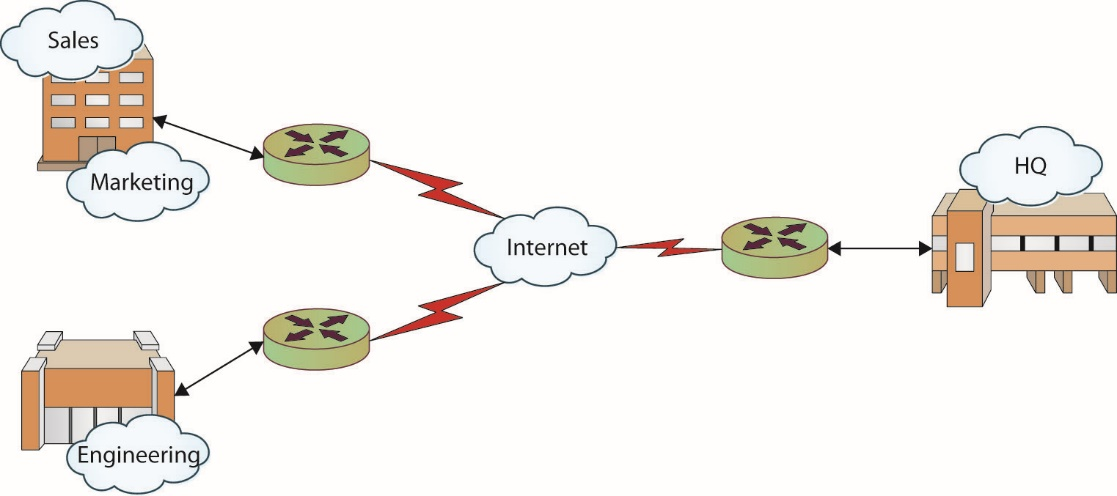 Sales
Marketing
Internet
HQ
Engineering